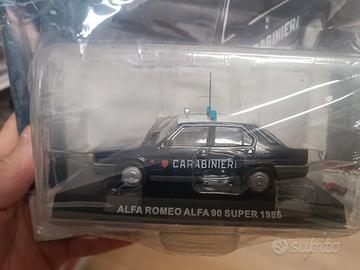 CARABINIERI
CARABINIERI
ALFA ROMEO ALFA 90 SUPER 1986
subito